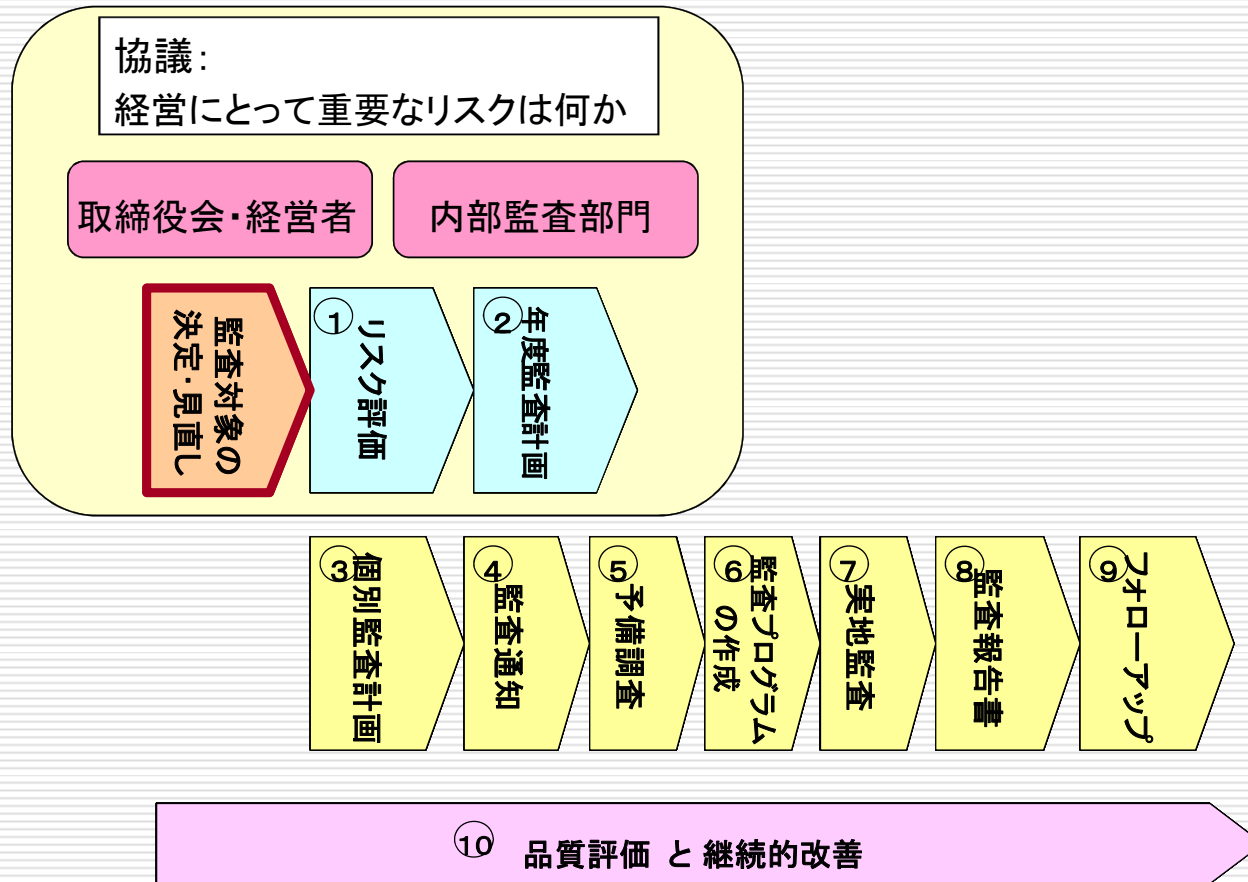 協議：
経営にとって重要なリスクは何か
取締役会・経営者
内部監査部門
監査対象の
決定・見直し
①
リスク評価
②
年度監査計画
③
個別監査計画
④
監査通知
⑤
予備調査
⑥
監査プログラム
の作成
⑦
実地監査
⑧
監査報告書
⑨
フォローアップ
⑩ 品質評価 と 継続的改善